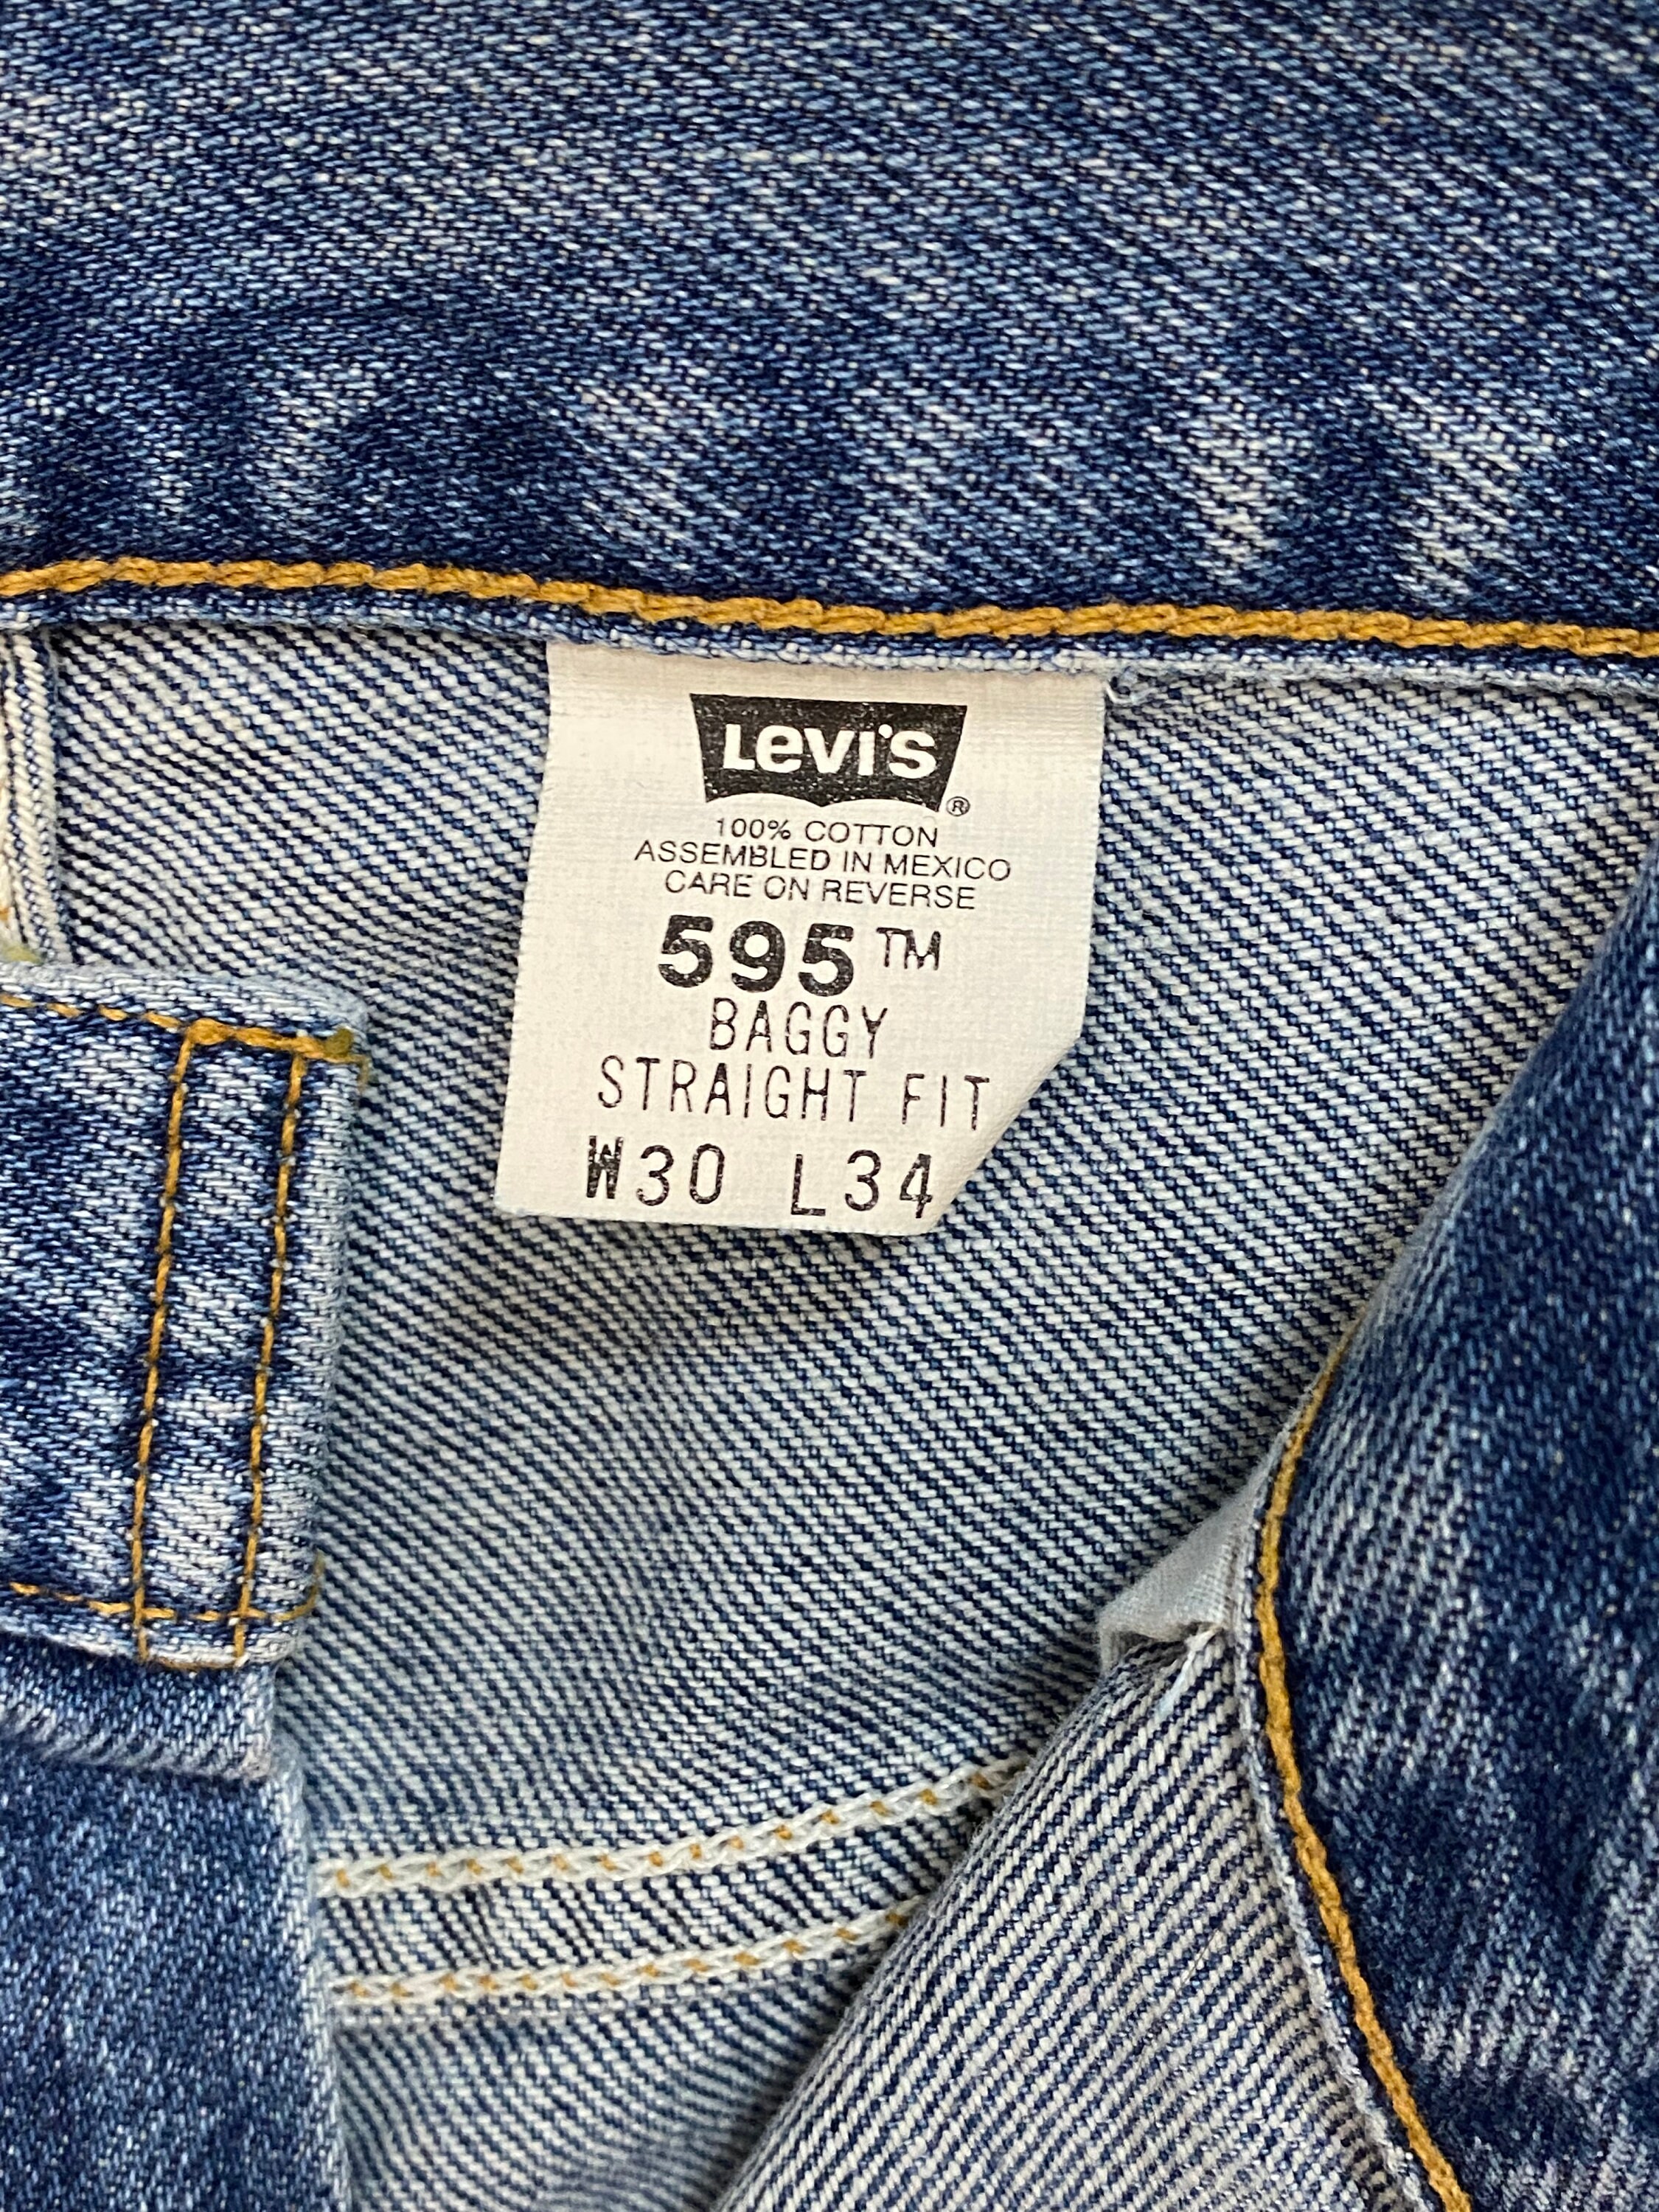 Levi's ®
100% COTTON
ASSEMBLED IN MEXICO
CARE ON REVERSE
595™
BAGGY
STRAIGHT FIT
W30 L34